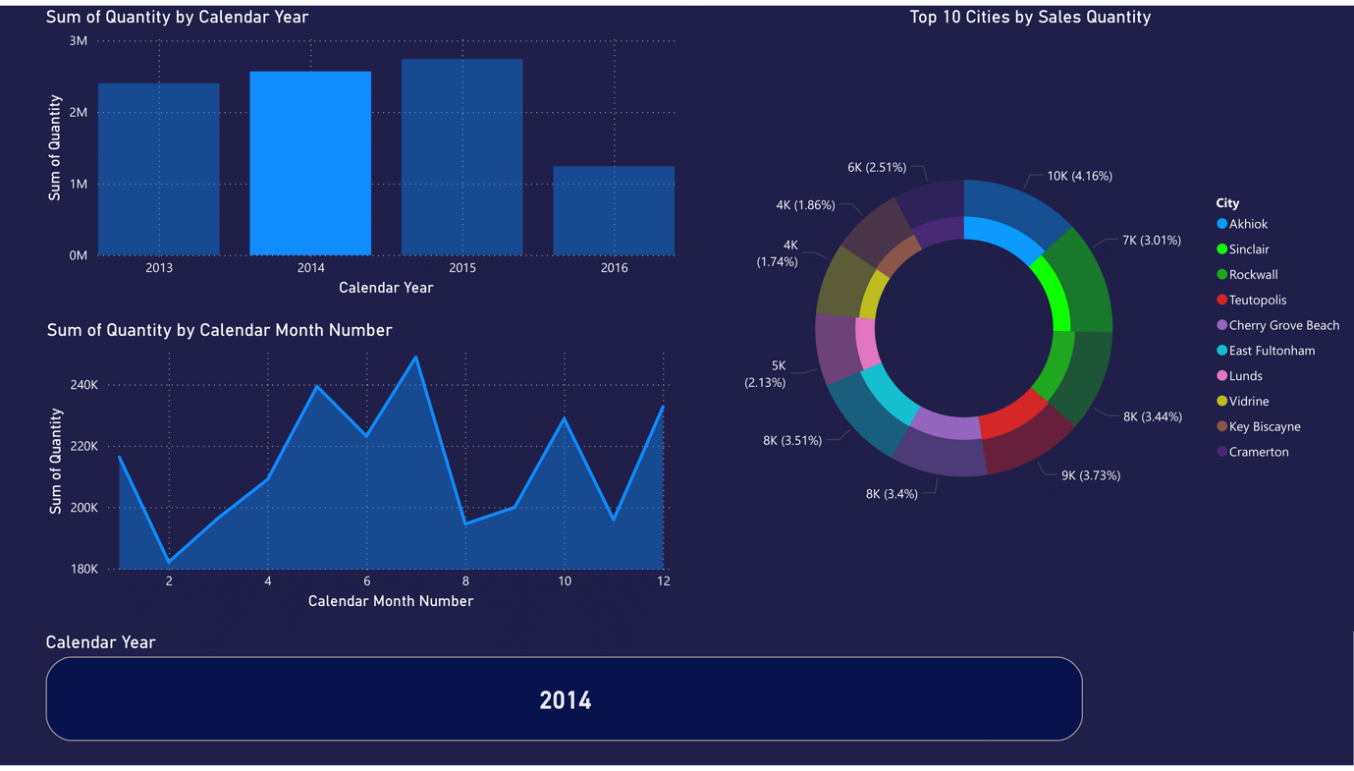 Sum of Quantity by Calendar Year
3M
2M
1M
0M
Sum of Quantity
2013 2014 2015 2016
Calendar Year
Sum of Quantity by Calendar Month Number
240K
220K
200K
180K
Sum of Quantity
2 4 6 8 10 12
Calendar Month Number
Top 10 Cities by Sales Quantity
10K (4.16%)
7K (3.01%)
8K (3.44%)
9K (3.73%)
8K (3.4%)
8K (3.51%)
5K
(2.13%)
4K
(1.74%)
4K (1.86%)
6K (2.51%)
City
Akhiok
Sinclair
Rockwall
Teutopolis
Cherry Grove Beach
East Fultonham
Lunds
Vidrine
Key Biscayne
Cramerton
Calendar Year
2014